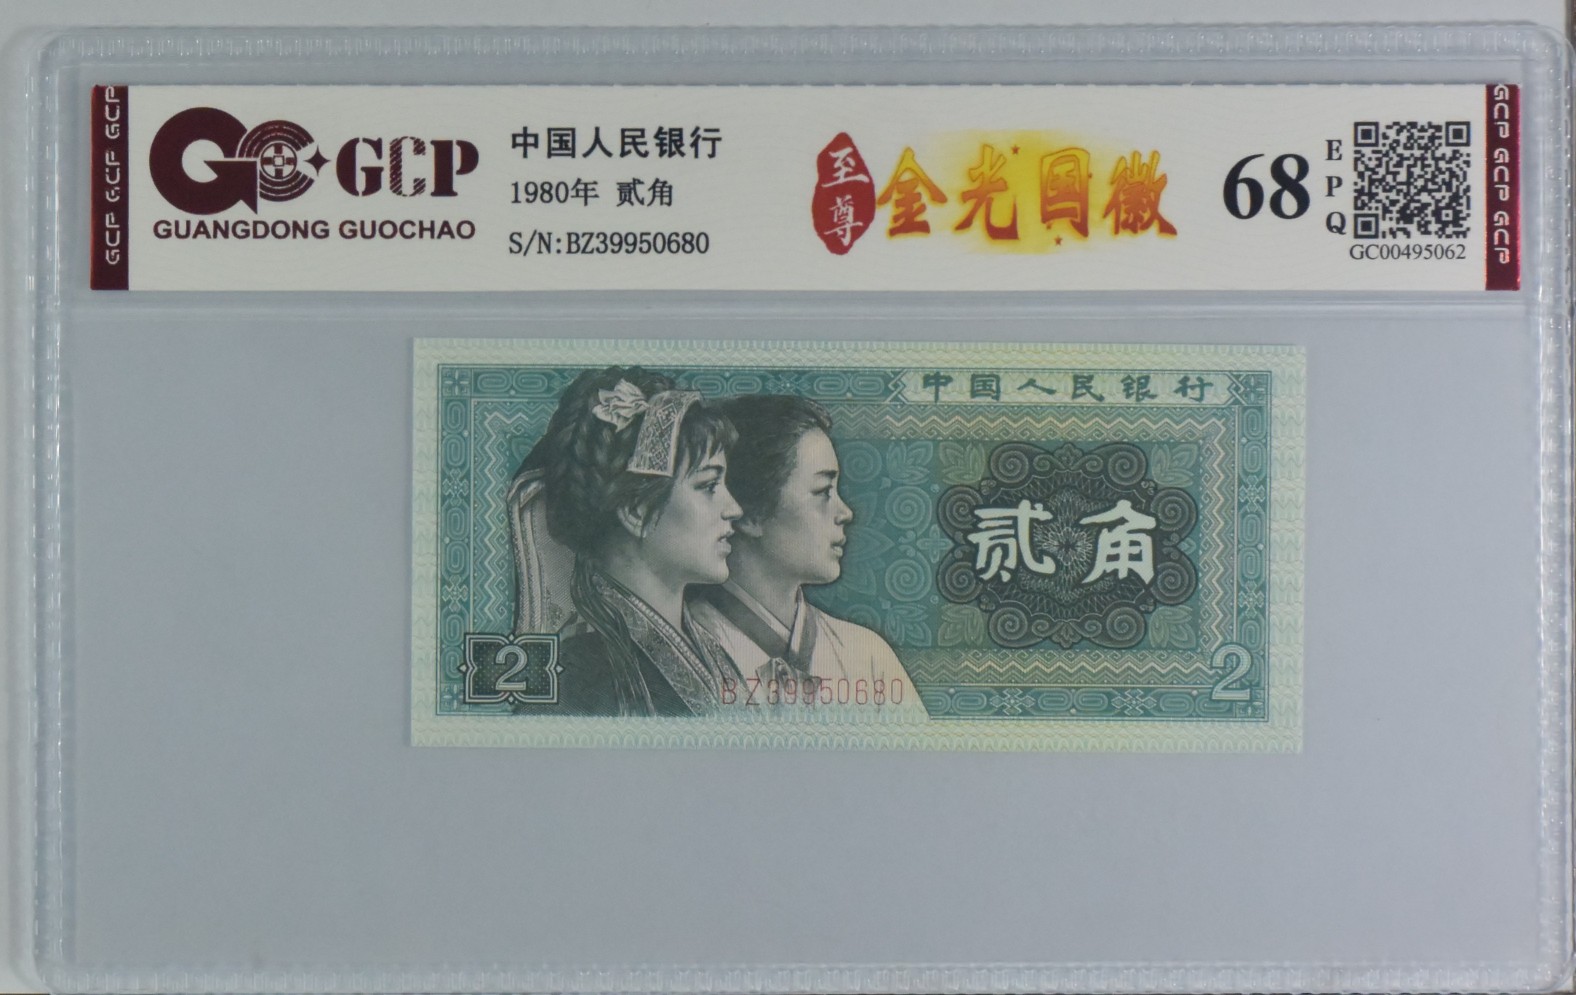 GCP GCP GCP
GCP
GUANGDONG GUOCHAO
中国人民银行
1980年 贰角
S/N:BZ39950680
至尊
金光国徽
68
EPQ
GC00495062
GCP GCP GCP
中国人民银行
贰角
2
BZ39950680
2